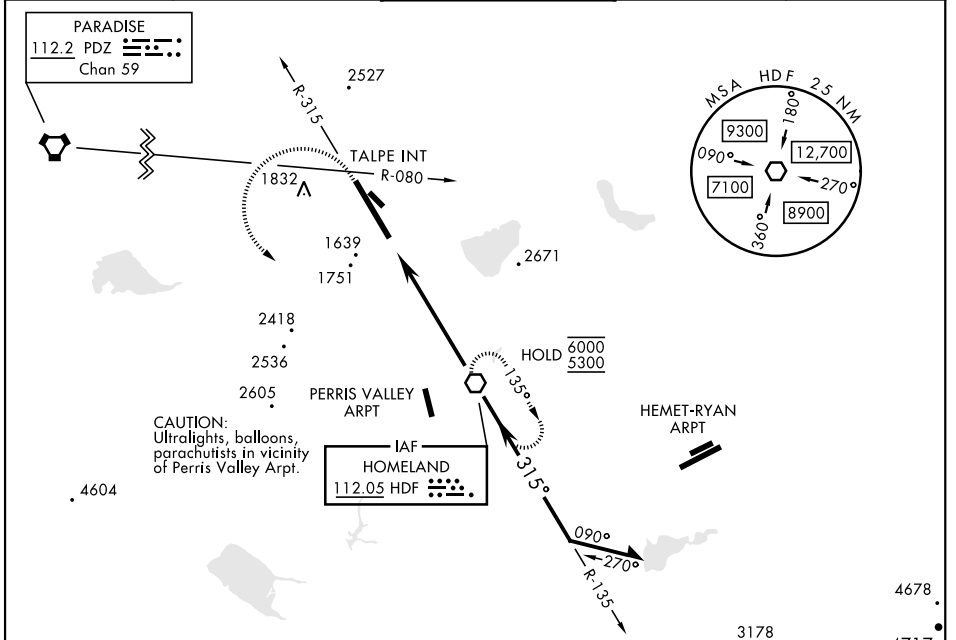 PARADISE
112.2 PDZ
Chan 59
R-315
2527
MSA HDF 25 NM
180°
9300
12,700
090°
270°
7100
8900
360°
TALPE INT
R-080
1832
1639
1751
2671
2418
2536
2605
HOLD 6000
5300
135°
PERRIS VALLEY
ARPT
HEMET-RYAN
ARPT
CAUTION:
Ultralights, balloons,
parachutists in vicinity
of Perris Valley Arpt.
IAF
HOMELAND
112.05 HDF
315°
4604
090°
270°
R-135
4678
3178